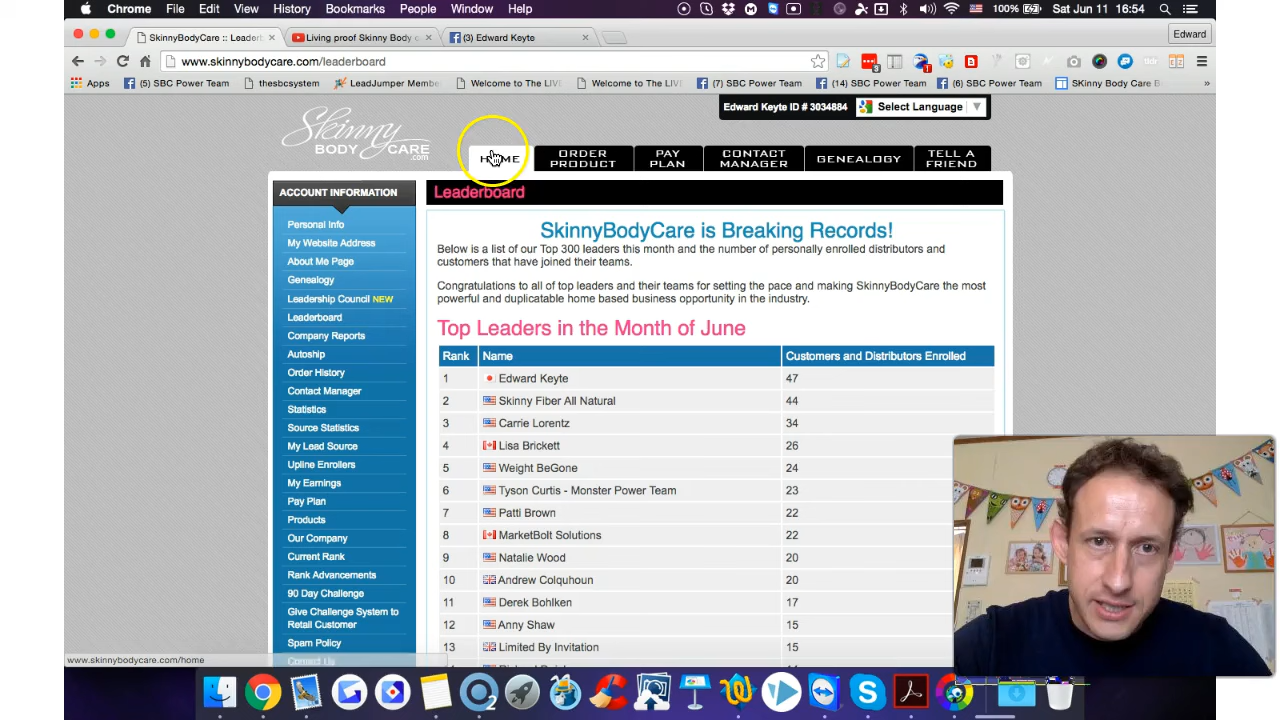 Chrome File Edit View History Bookmarks People Window Help 100% Sat Jun 11 16:54
SkinnyBodyCare :: Leaderb Living proof Skinny Body c (3) Edward Keyte Edward
www.skinnybodycare.com/leaderboard
Apps (5) SBC Power Team thesbcsystem LeadJumper Membe Welcome to The LIV Welcome to The LIV (7) SBC Power Team (14) SBC Power Team (6) SBC Power Team SKinny Body Care B »
Edward Keyte ID # 3034884 Select Language ▼
Skinny
BODY CARE
.com
HOME
ORDER
PRODUCT
PAY
PLAN
CONTACT
MANAGER
GENEALOGY
TELL A
FRIEND
ACCOUNT INFORMATION
Personal Info
My Website Address
About Me Page
Genealogy
Leadership Council NEW
Leaderboard
Company Reports
Autoship
Order History
Contact Manager
Statistics
Source Statistics
My Lead Source
Upline Enrollers
My Earnings
Pay Plan
Products
Our Company
Current Rank
Rank Advancements
90 Day Challenge
Give Challenge System to
Retail Customer
Spam Policy
Contact Us
Leaderboard
SkinnyBodyCare is Breaking Records!
Below is a list of our Top 300 leaders this month and the number of personally enrolled distributors and
customers that have joined their teams.
Congratulations to all of top leaders and their teams for setting the pace and making SkinnyBodyCare the most
powerful and duplicatable home based business opportunity in the industry.
Top Leaders in the Month of June
Rank Name Customers and Distributors Enrolled
1 Edward Keyte 47
2 Skinny Fiber All Natural 44
3 Carrie Lorentz 34
4 Lisa Brickett 26
5 Weight BeGone 24
6 Tyson Curtis - Monster Power Team 23
7 Patti Brown 22
8 MarketBolt Solutions 22
9 Natalie Wood 20
10 Andrew Colquhoun 20
11 Derek Bohlken 17
12 Anny Shaw 15
13 Limited By Invitation 15
www.skinnybodycare.com/home